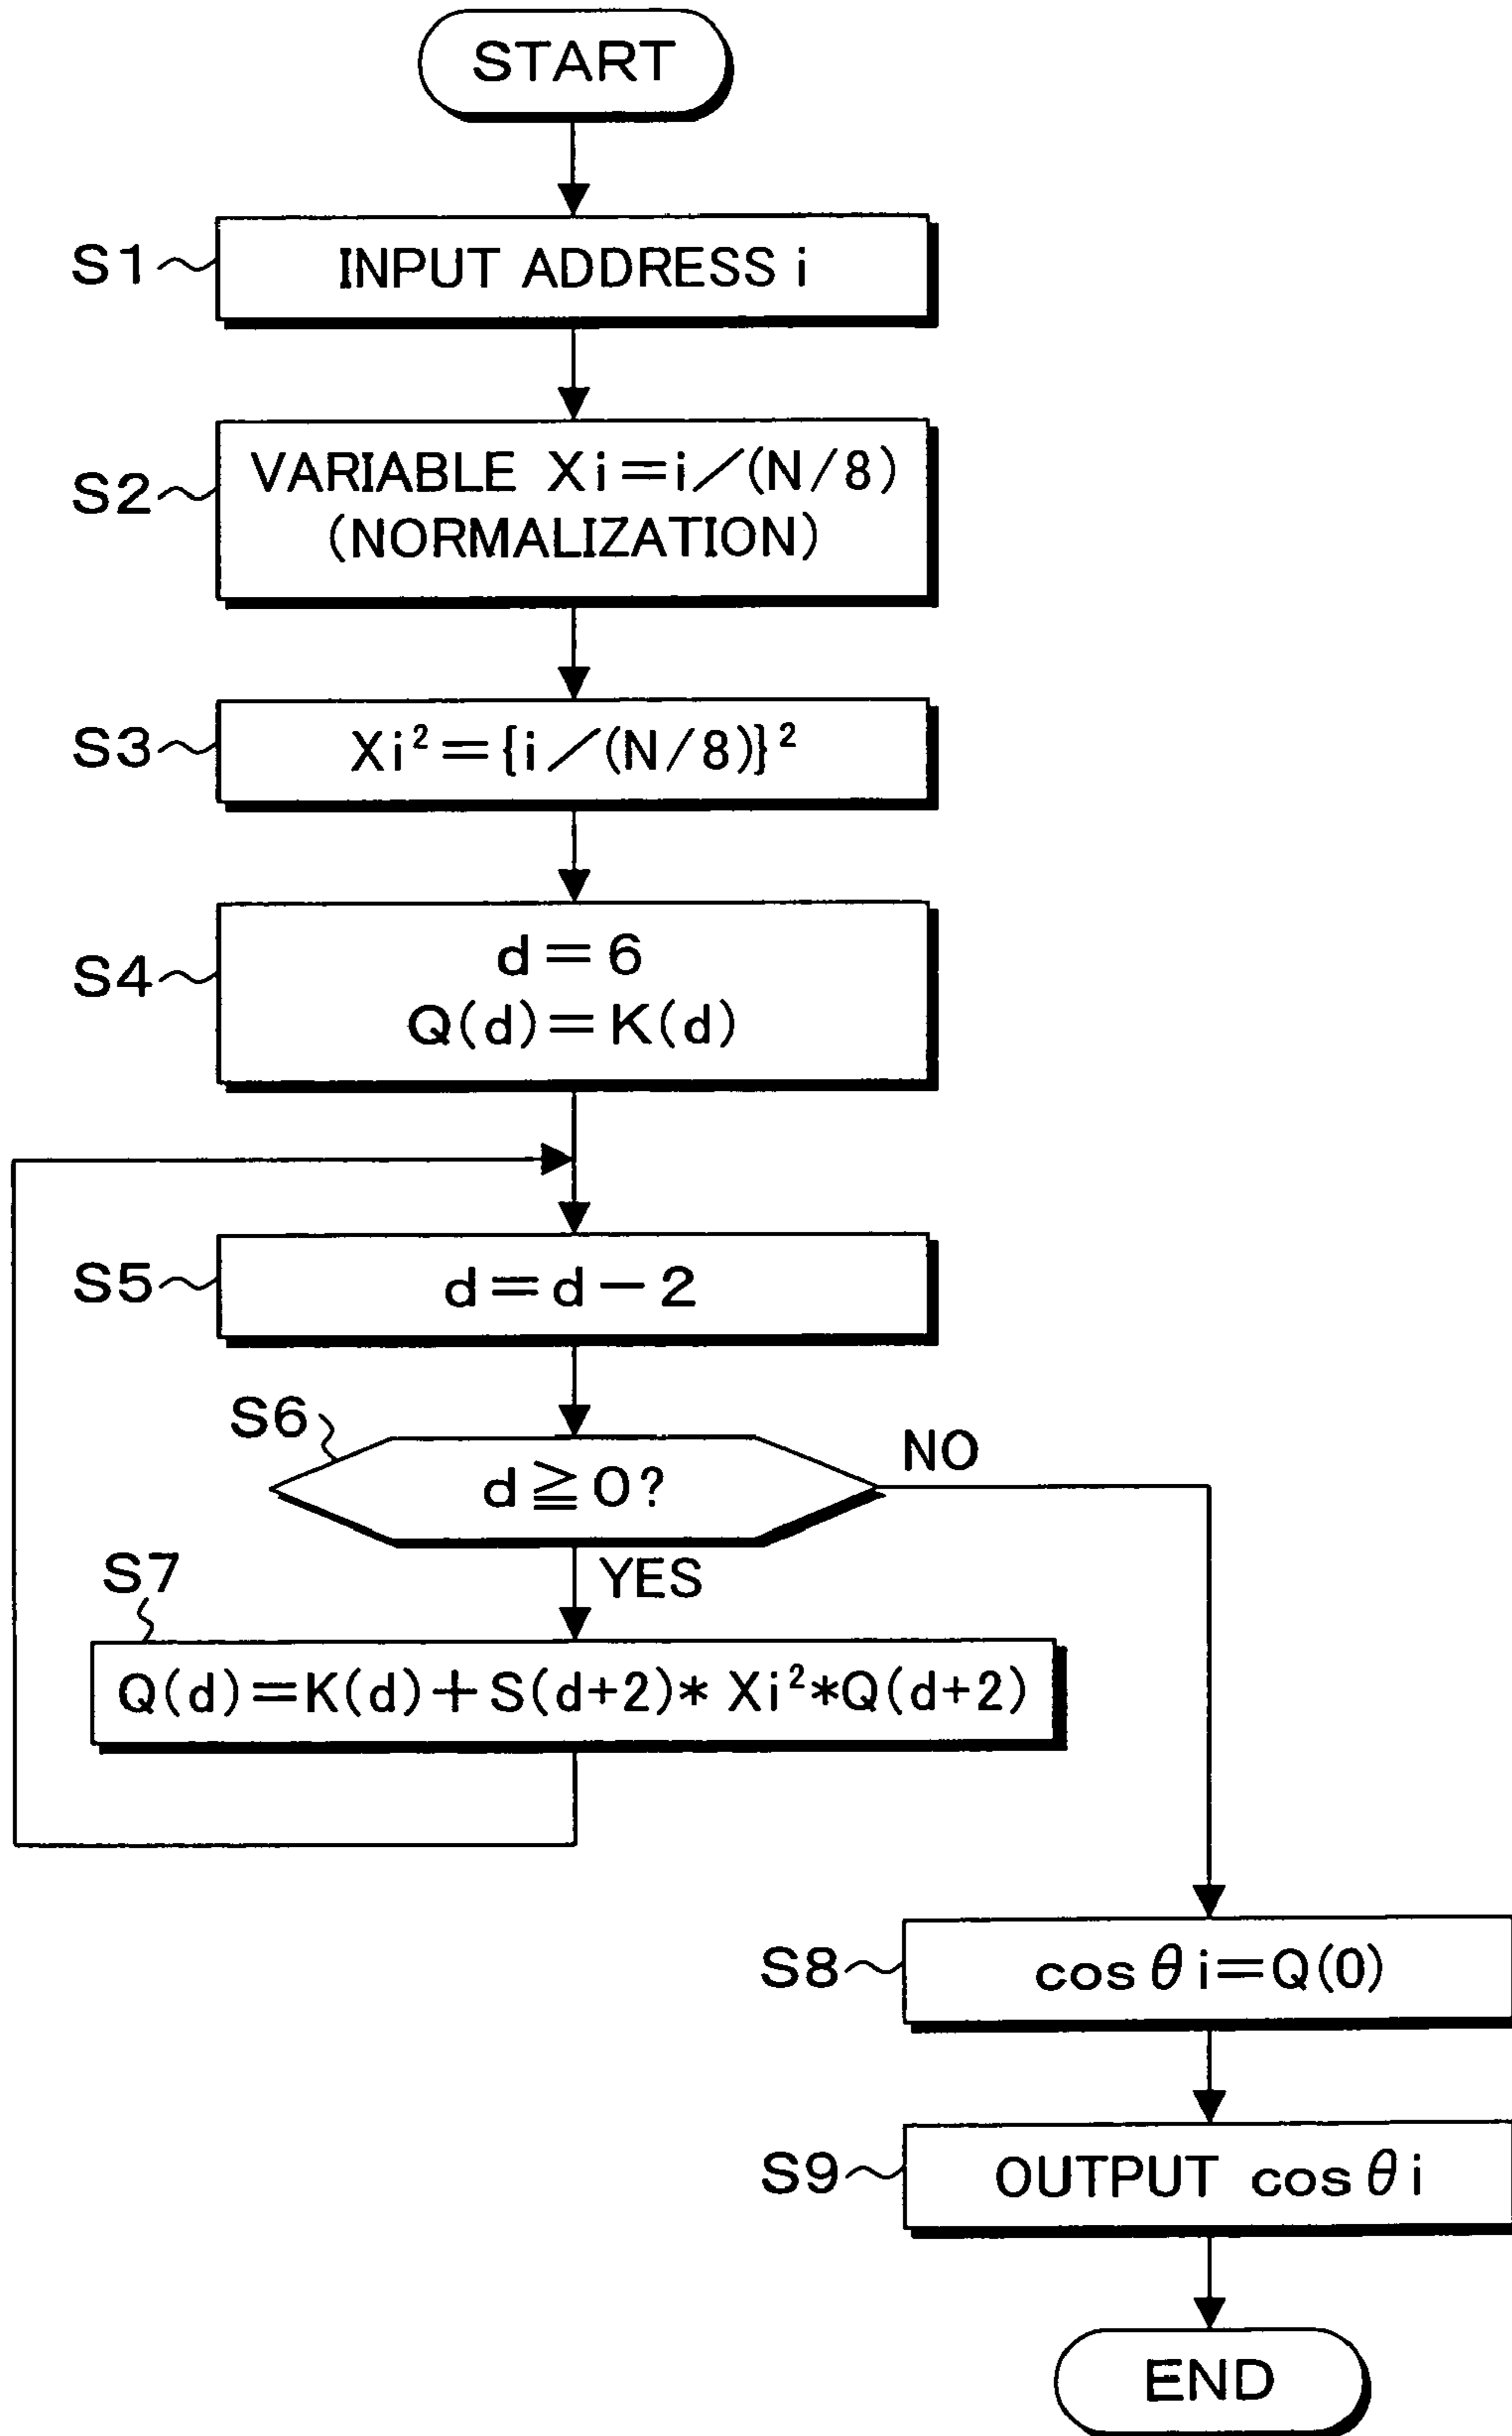 START
S1
INPUT ADDRESS i
S2
VARIABLE Xi=i/(N/8)
(NORMALIZATION)
S3
Xi²={i/(N/8)}²
S4
d=6
Q(d)=K(d)
S5
d=d-2
S6
d≧0?
NO
YES
S7
Q(d)=K(d)+S(d+2)* Xi²*Q(d+2)
S8
cosθi=Q(0)
S9
OUTPUT cosθi
END